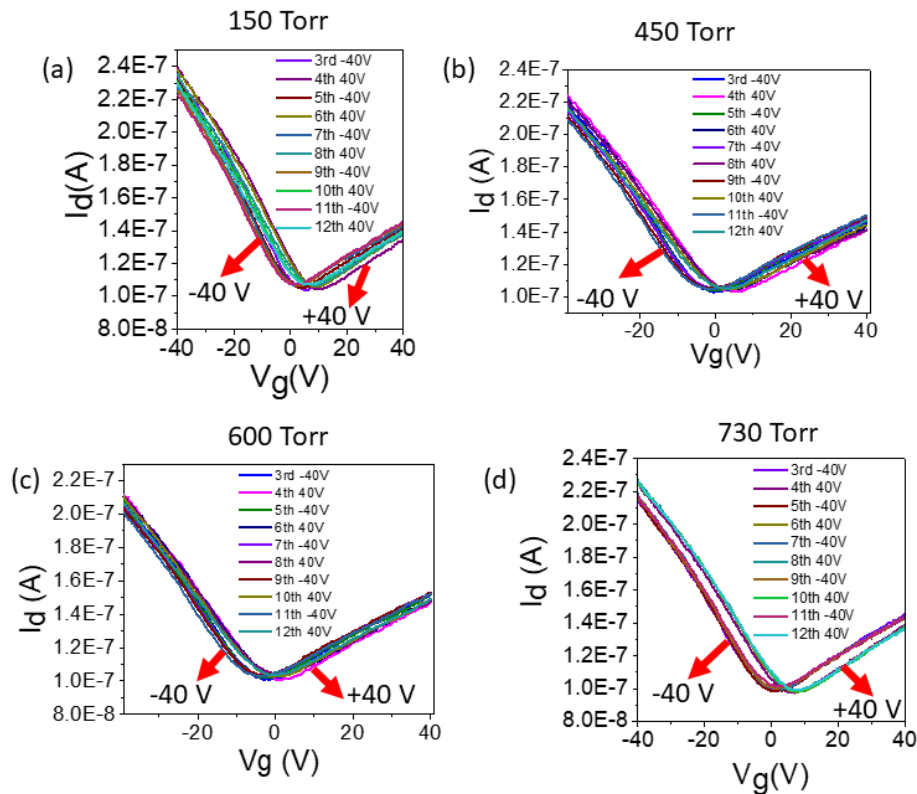 150 Torr
(a)
2.4E-7
2.2E-7
2.0E-7
1.8E-7
1.6E-7
1.4E-7
1.2E-7
1.0E-7
8.0E-8
Id(A)
3rd -40V
4th 40V
5th -40V
6th 40V
7th -40V
8th 40V
9th -40V
10th 40V
11th -40V
12th 40V
-40 V
+40 V
-40 -20 0 20 40
Vg(V)
450 Torr
(b)
2.4E-7
2.2E-7
2.0E-7
1.8E-7
1.6E-7
1.4E-7
1.2E-7
1.0E-7
Id (A)
3rd -40V
4th 40V
5th -40V
6th 40V
7th -40V
8th 40V
9th -40V
10th 40V
11th -40V
12th 40V
-40 V
+40 V
-20 0 20 40
Vg(V)
600 Torr
(c)
2.2E-7
2.0E-7
1.8E-7
1.6E-7
1.4E-7
1.2E-7
1.0E-7
8.0E-8
Id (A)
3rd -40V
4th 40V
5th -40V
6th 40V
7th -40V
8th 40V
9th -40V
10th 40V
11th -40V
12th 40V
-40 V
+40 V
-20 0 20 40
Vg (V)
730 Torr
(d)
2.4E-7
2.2E-7
2.0E-7
1.8E-7
1.6E-7
1.4E-7
1.2E-7
1.0E-7
8.0E-8
Id (A)
3rd -40V
4th 40V
5th -40V
6th 40V
7th -40V
8th 40V
9th -40V
10th 40V
11th -40V
12th 40V
-40 V
+40 V
-40 -20 0 20 40
Vg(V)